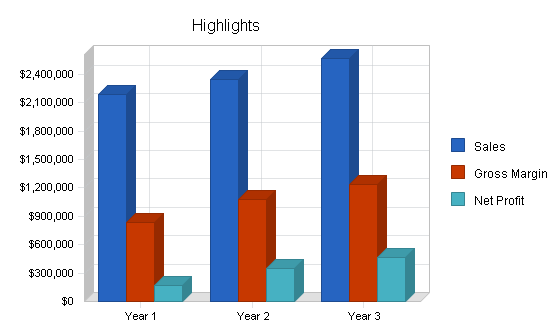 Highlights
$2,400,000
$2,100,000
$1,800,000
$1,500,000
$1,200,000
$900,000
$600,000
$300,000
$0
Year 1 Year 2 Year 3
Sales
Gross Margin
Net Profit